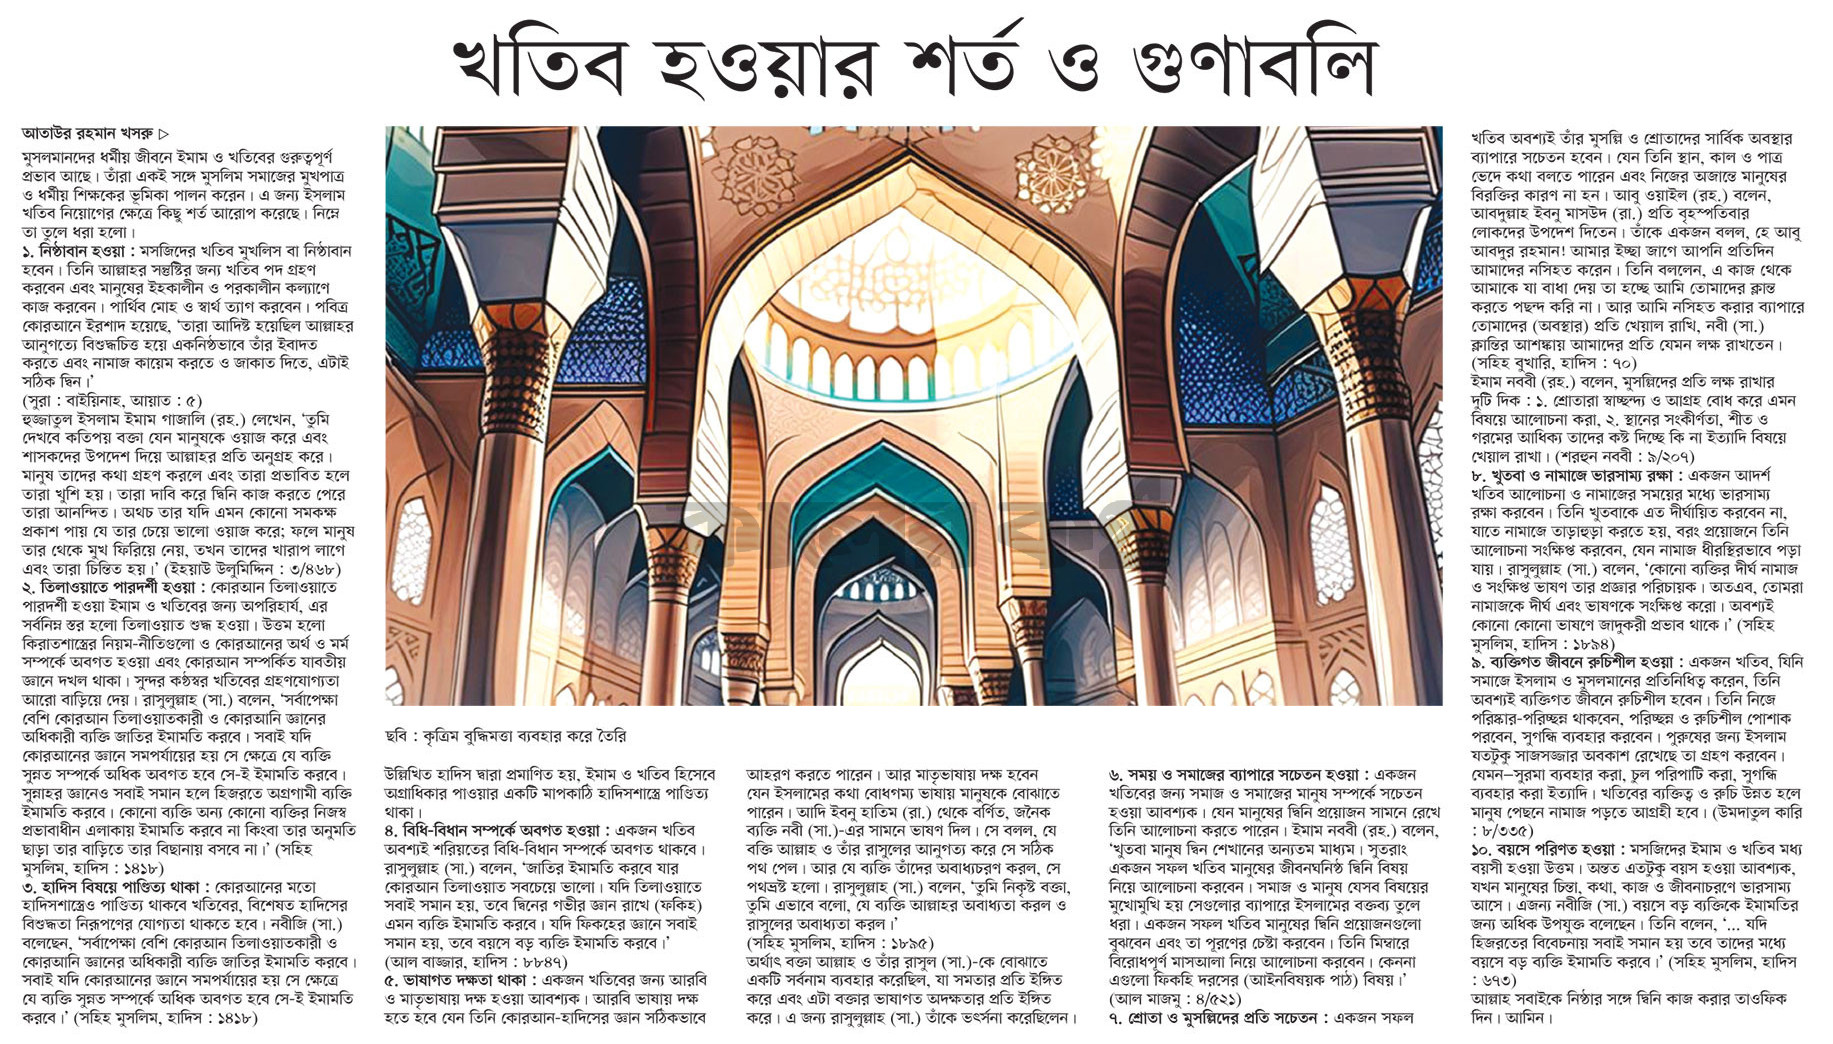 খতিব হওয়ার শর্ত ও গুণাবলি
আতাউর রহমান খসরু ▷
মুসলমানদের ধর্মীয় জীবনে ইমাম ও খতিবের গুরুত্বপূর্ণ
প্রভাব আছে। তাঁরা একই সঙ্গে মুসলিম সমাজের মুখপাত্র
ও ধর্মীয় শিক্ষকের ভূমিকা পালন করেন। এ জন্য ইসলাম
খতিব নিয়োগের ক্ষেত্রে কিছু শর্ত আরোপ করেছে। নিম্নে
তা তুলে ধরা হলো।
১. নিষ্ঠাবান হওয়া : মসজিদের খতিব মুখলিস বা নিষ্ঠাবান
হবেন। তিনি আল্লাহর সন্তুষ্টির জন্য খতিব পদ গ্রহণ
করবেন এবং মানুষের ইহকালীন ও পরকালীন কল্যাণে
কাজ করবেন। পার্থিব মোহ ও স্বার্থ ত্যাগ করবেন। পবিত্র
কোরআনে ইরশাদ হয়েছে, ‘তারা আদিষ্ট হয়েছিল আল্লাহর
আনুগত্যে বিশুদ্ধচিত্ত হয়ে একনিষ্ঠভাবে তাঁর ইবাদত
করতে এবং নামাজ কায়েম করতে ও জাকাত দিতে, এটাই
সঠিক দ্বিন।’
(সুরা : বাইয়িনাহ, আয়াত : ৫)
হুজ্জাতুল ইসলাম ইমাম গাজালি (রহ.) লেখেন, ‘তুমি
দেখবে কতিপয় বক্তা যেন মানুষকে ওয়াজ করে এবং
শাসকদের উপদেশ দিয়ে আল্লাহর প্রতি অনুগ্রহ করে।
মানুষ তাদের কথা গ্রহণ করলে এবং তারা প্রভাবিত হলে
তারা খুশি হয়। তারা দাবি করে দ্বিনি কাজ করতে পেরে
তারা আনন্দিত। অথচ তার যদি এমন কোনো সমকক্ষ
প্রকাশ পায় যে তার চেয়ে ভালো ওয়াজ করে; ফলে মানুষ
তার থেকে মুখ ফিরিয়ে নেয়, তখন তাদের খারাপ লাগে
এবং তারা চিন্তিত হয়।’ (ইহয়াউ উলুমিদ্দিন : ৩/৪৬৮)
২. তিলাওয়াতে পারদর্শী হওয়া : কোরআন তিলাওয়াতে
পারদর্শী হওয়া ইমাম ও খতিবের জন্য অপরিহার্য, এর
সর্বনিম্ন স্তর হলো তিলাওয়াত শুদ্ধ হওয়া। উত্তম হলো
কিরাতশাস্ত্রের নিয়ম-নীতিগুলো ও কোরআনের অর্থ ও মর্ম
সম্পর্কে অবগত হওয়া এবং কোরআন সম্পর্কিত যাবতীয়
জ্ঞানে দখল থাকা। সুন্দর কণ্ঠস্বর খতিবের গ্রহণযোগ্যতা
আরো বাড়িয়ে দেয়। রাসুলুল্লাহ (সা.) বলেন, ‘সর্বাপেক্ষা
বেশি কোরআন তিলাওয়াতকারী ও কোরআনি জ্ঞানের
অধিকারী ব্যক্তি জাতির ইমামতি করবে। সবাই যদি
কোরআনের জ্ঞানে সমপর্যায়ের হয় সে ক্ষেত্রে যে ব্যক্তি
সুন্নত সম্পর্কে অধিক অবগত হবে সে-ই ইমামতি করবে।
সুন্নাহর জ্ঞানেও সবাই সমান হলে হিজরতে অগ্রগামী ব্যক্তি
ইমামতি করবে। কোনো ব্যক্তি অন্য কোনো ব্যক্তির নিজস্ব
প্রভাবাধীন এলাকায় ইমামতি করবে না কিংবা তার অনুমতি
ছাড়া তার বাড়িতে তার বিছানায় বসবে না।’ (সহিহ
মুসলিম, হাদিস : ১৪১৮)
৩. হাদিস বিষয়ে পাণ্ডিত্য থাকা : কোরআনের মতো
হাদিসশাস্ত্রেও পাণ্ডিত্য থাকবে খতিবের, বিশেষত হাদিসের
বিশুদ্ধতা নিরূপণের যোগ্যতা থাকতে হবে। নবীজি (সা.)
বলেছেন, ‘সর্বাপেক্ষা বেশি কোরআন তিলাওয়াতকারী ও
কোরআনি জ্ঞানের অধিকারী ব্যক্তি জাতির ইমামতি করবে।
সবাই যদি কোরআনের জ্ঞানে সমপর্যায়ের হয় সে ক্ষেত্রে
যে ব্যক্তি সুন্নত সম্পর্কে অধিক অবগত হবে সে-ই ইমামতি
করবে।’ (সহিহ মুসলিম, হাদিস : ১৪১৮)
কালের কণ্ঠ
ছবি : কৃত্রিম বুদ্ধিমত্তা ব্যবহার করে তৈরি
উল্লিখিত হাদিস দ্বারা প্রমাণিত হয়, ইমাম ও খতিব হিসেবে
অগ্রাধিকার পাওয়ার একটি মাপকাঠি হাদিসশাস্ত্রে পাণ্ডিত্য
থাকা।
৪. বিধি-বিধান সম্পর্কে অবগত হওয়া : একজন খতিব
অবশ্যই শরিয়তের বিধি-বিধান সম্পর্কে অবগত থাকবে।
রাসুলুল্লাহ (সা.) বলেন, ‘জাতির ইমামতি করবে যার
কোরআন তিলাওয়াত সবচেয়ে ভালো। যদি তিলাওয়াতে
সবাই সমান হয়, তবে দ্বিনের গভীর জ্ঞান রাখে (ফকিহ)
এমন ব্যক্তি ইমামতি করবে। যদি ফিকহের জ্ঞানে সবাই
সমান হয়, তবে বয়সে বড় ব্যক্তি ইমামতি করবে।’
(আল বাজ্জার, হাদিস : ৮৮৪৭)
৫. ভাষাগত দক্ষতা থাকা : একজন খতিবের জন্য আরবি
ও মাতৃভাষায় দক্ষ হওয়া আবশ্যক। আরবি ভাষায় দক্ষ
হতে হবে যেন তিনি কোরআন-হাদিসের জ্ঞান সঠিকভাবে
আহরণ করতে পারেন। আর মাতৃভাষায় দক্ষ হবেন
যেন ইসলামের কথা বোধগম্য ভাষায় মানুষকে বোঝাতে
পারেন। আদি ইবনু হাতিম (রা.) থেকে বর্ণিত, জনৈক
ব্যক্তি নবী (সা.)-এর সামনে ভাষণ দিল। সে বলল, যে
ব্যক্তি আল্লাহ ও তাঁর রাসুলের আনুগত্য করে সে সঠিক
পথ পেল। আর যে ব্যক্তি তাঁদের অবাধ্যচরণ করল, সে
পথভ্রষ্ট হলো। রাসুলুল্লাহ (সা.) বলেন, ‘তুমি নিকৃষ্ট বক্তা,
তুমি এভাবে বলো, যে ব্যক্তি আল্লাহর অবাধ্যতা করল ও
রাসুলের অবাধ্যতা করল।’
(সহিহ মুসলিম, হাদিস : ১৮৯৫)
অর্থাৎ বক্তা আল্লাহ ও তাঁর রাসুল (সা.)-কে বোঝাতে
একটি সর্বনাম ব্যবহার করেছিল, যা সমতার প্রতি ইঙ্গিত
করে এবং এটা বক্তার ভাষাগত অদক্ষতার প্রতি ইঙ্গিত
করে। এ জন্য রাসুলুল্লাহ (সা.) তাঁকে ভর্ৎসনা করেছিলেন।
৬. সময় ও সমাজের ব্যাপারে সচেতন হওয়া : একজন
খতিবের জন্য সমাজ ও সমাজের মানুষ সম্পর্কে সচেতন
হওয়া আবশ্যক। যেন মানুষের দ্বিনি প্রয়োজন সামনে রেখে
তিনি আলোচনা করতে পারেন। ইমাম নববী (রহ.) বলেন,
‘খুতবা মানুষ দ্বিন শেখানের অন্যতম মাধ্যম। সুতরাং
একজন সফল খতিব মানুষের জীবনঘনিষ্ঠ দ্বিনি বিষয়
নিয়ে আলোচনা করবেন। সমাজ ও মানুষ যেসব বিষয়ের
মুখোমুখি হয় সেগুলোর ব্যাপারে ইসলামের বক্তব্য তুলে
ধরা। একজন সফল খতিব মানুষের দ্বিনি প্রয়োজনগুলো
বুঝবেন এবং তা পূরণের চেষ্টা করবেন। তিনি মিম্বারে
বিরোধপূর্ণ মাসআলা নিয়ে আলোচনা করবেন। কেননা
এগুলো ফিকহি দরসের (আইনবিষয়ক পাঠ) বিষয়।’
(আল মাজমু : ৪/৫২১)
৭. শ্রোতা ও মুসল্লিদের প্রতি সচেতন : একজন সফল
খতিব অবশ্যই তাঁর মুসল্লি ও শ্রোতাদের সার্বিক অবস্থার
ব্যাপারে সচেতন হবেন। যেন তিনি স্থান, কাল ও পাত্র
ভেদে কথা বলতে পারেন এবং নিজের অজান্তে মানুষের
বিরক্তির কারণ না হন। আবু ওয়াইল (রহ.) বলেন,
আবদুল্লাহ ইবনু মাসউদ (রা.) প্রতি বৃহস্পতিবার
লোকদের উপদেশ দিতেন। তাঁকে একজন বলল, হে আবু
আবদুর রহমান! আমার ইচ্ছা জাগে আপনি প্রতিদিন
আমাদের নসিহত করেন। তিনি বললেন, এ কাজ থেকে
আমাকে যা বাধা দেয় তা হচ্ছে আমি তোমাদের ক্লান্ত
করতে পছন্দ করি না। আর আমি নসিহত করার ব্যাপারে
তোমাদের (অবস্থার) প্রতি খেয়াল রাখি, নবী (সা.)
ক্লান্তির আশঙ্কায় আমাদের প্রতি যেমন লক্ষ রাখতেন।
(সহিহ বুখারি, হাদিস : ৭০)
ইমাম নববী (রহ.) বলেন, মুসল্লিদের প্রতি লক্ষ রাখার
দুটি দিক : ১. শ্রোতারা স্বাচ্ছন্দ্য ও আগ্রহ বোধ করে এমন
বিষয়ে আলোচনা করা, ২. স্থানের সংকীর্ণতা, শীত ও
গরমের আধিক্য তাদের কষ্ট দিচ্ছে কি না ইত্যাদি বিষয়ে
খেয়াল রাখা। (শরহুন নববী : ৯/২০৭)
৮. খুতবা ও নামাজে ভারসাম্য রক্ষা : একজন আদর্শ
খতিব আলোচনা ও নামাজের সময়ের মধ্যে ভারসাম্য
রক্ষা করবেন। তিনি খুতবাকে এত দীর্ঘায়িত করবেন না,
যাতে নামাজে তাড়াহুড়া করতে হয়, বরং প্রয়োজনে তিনি
আলোচনা সংক্ষিপ্ত করবেন, যেন নামাজ ধীরস্থিরভাবে পড়া
যায়। রাসুলুল্লাহ (সা.) বলেন, ‘কোনো ব্যক্তির দীর্ঘ নামাজ
ও সংক্ষিপ্ত ভাষণ তার প্রজ্ঞার পরিচায়ক। অতএব, তোমরা
নামাজকে দীর্ঘ এবং ভাষণকে সংক্ষিপ্ত করো। অবশ্যই
কোনো কোনো ভাষণে জাদুকরী প্রভাব থাকে।’ (সহিহ
মুসলিম, হাদিস : ১৮৯৪)
৯. ব্যক্তিগত জীবনে রুচিশীল হওয়া : একজন খতিব, যিনি
সমাজে ইসলাম ও মুসলমানের প্রতিনিধিত্ব করেন, তিনি
অবশ্যই ব্যক্তিগত জীবনে রুচিশীল হবেন। তিনি নিজে
পরিষ্কার-পরিচ্ছন্ন থাকবেন, পরিচ্ছন্ন ও রুচিশীল পোশাক
পরবেন, সুগন্ধি ব্যবহার করবেন। পুরুষের জন্য ইসলাম
যতটুকু সাজসজ্জার অবকাশ রেখেছে তা গ্রহণ করবেন।
যেমন—সুরমা ব্যবহার করা, চুল পরিপাটি করা, সুগন্ধি
ব্যবহার করা ইত্যাদি। খতিবের ব্যক্তিত্ব ও রুচি উন্নত হলে
মানুষ পেছনে নামাজ পড়তে আগ্রহী হবে। (উমদাতুল কারি
: ৮/৩৩৫)
১০. বয়সে পরিণত হওয়া : মসজিদের ইমাম ও খতিব মধ্য
বয়সী হওয়া উত্তম। অন্তত এতটুকু বয়স হওয়া আবশ্যক,
যখন মানুষের চিন্তা, কথা, কাজ ও জীবনাচরণে ভারসাম্য
আসে। এজন্য নবীজি (সা.) বয়সে বড় ব্যক্তিকে ইমামতির
জন্য অধিক উপযুক্ত বলেছেন। তিনি বলেন, ‘... যদি
হিজরতের বিবেচনায় সবাই সমান হয় তবে তাদের মধ্যে
বয়সে বড় ব্যক্তি ইমামতি করবে।’ (সহিহ মুসলিম, হাদিস
: ৬৭৩)
আল্লাহ সবাইকে নিষ্ঠার সঙ্গে দ্বিনি কাজ করার তাওফিক
দিন। আমিন।